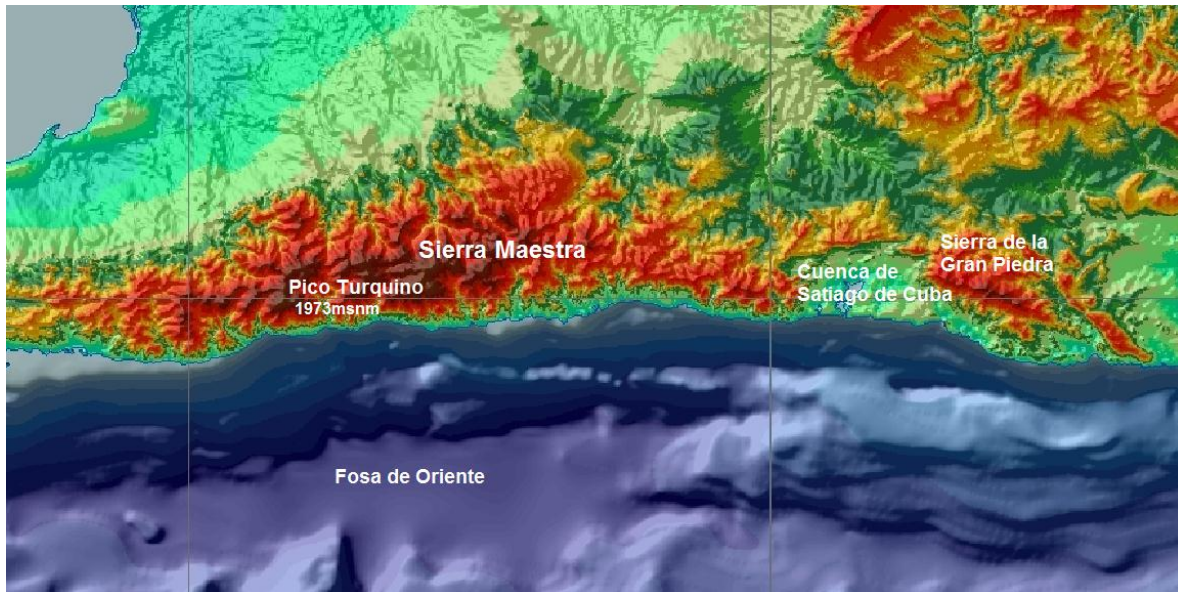 Sierra Maestra
Sierra de la
Gran Piedra
Cuenca de
Satiago de Cuba
Pico Turquino
1973msnm
Fosa de Oriente